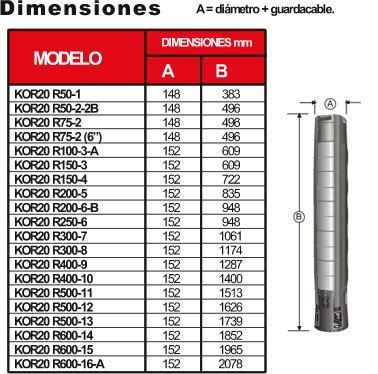 Dimensiones
A = diámetro + guardacable.
MODELO DIMENSIONES mm
A B
KOR20 R50-1 148 383
KOR20 R50-2-2B 148 496
KOR20 R75-2 148 496
KOR20 R75-2 (6”) 148 496
KOR20 R100-3-A 152 609
KOR20 R150-3 152 609
KOR20 R150-4 152 722
KOR20 R200-5 152 835
KOR20 R200-6-B 152 948
KOR20 R250-6 152 948
KOR20 R300-7 152 1061
KOR20 R300-8 152 1174
KOR20 R400-9 152 1287
KOR20 R400-10 152 1400
KOR20 R500-11 152 1513
KOR20 R500-12 152 1626
KOR20 R500-13 152 1739
KOR20 R600-14 152 1852
KOR20 R600-15 152 1965
KOR20 R600-16-A 152 2078
A
B